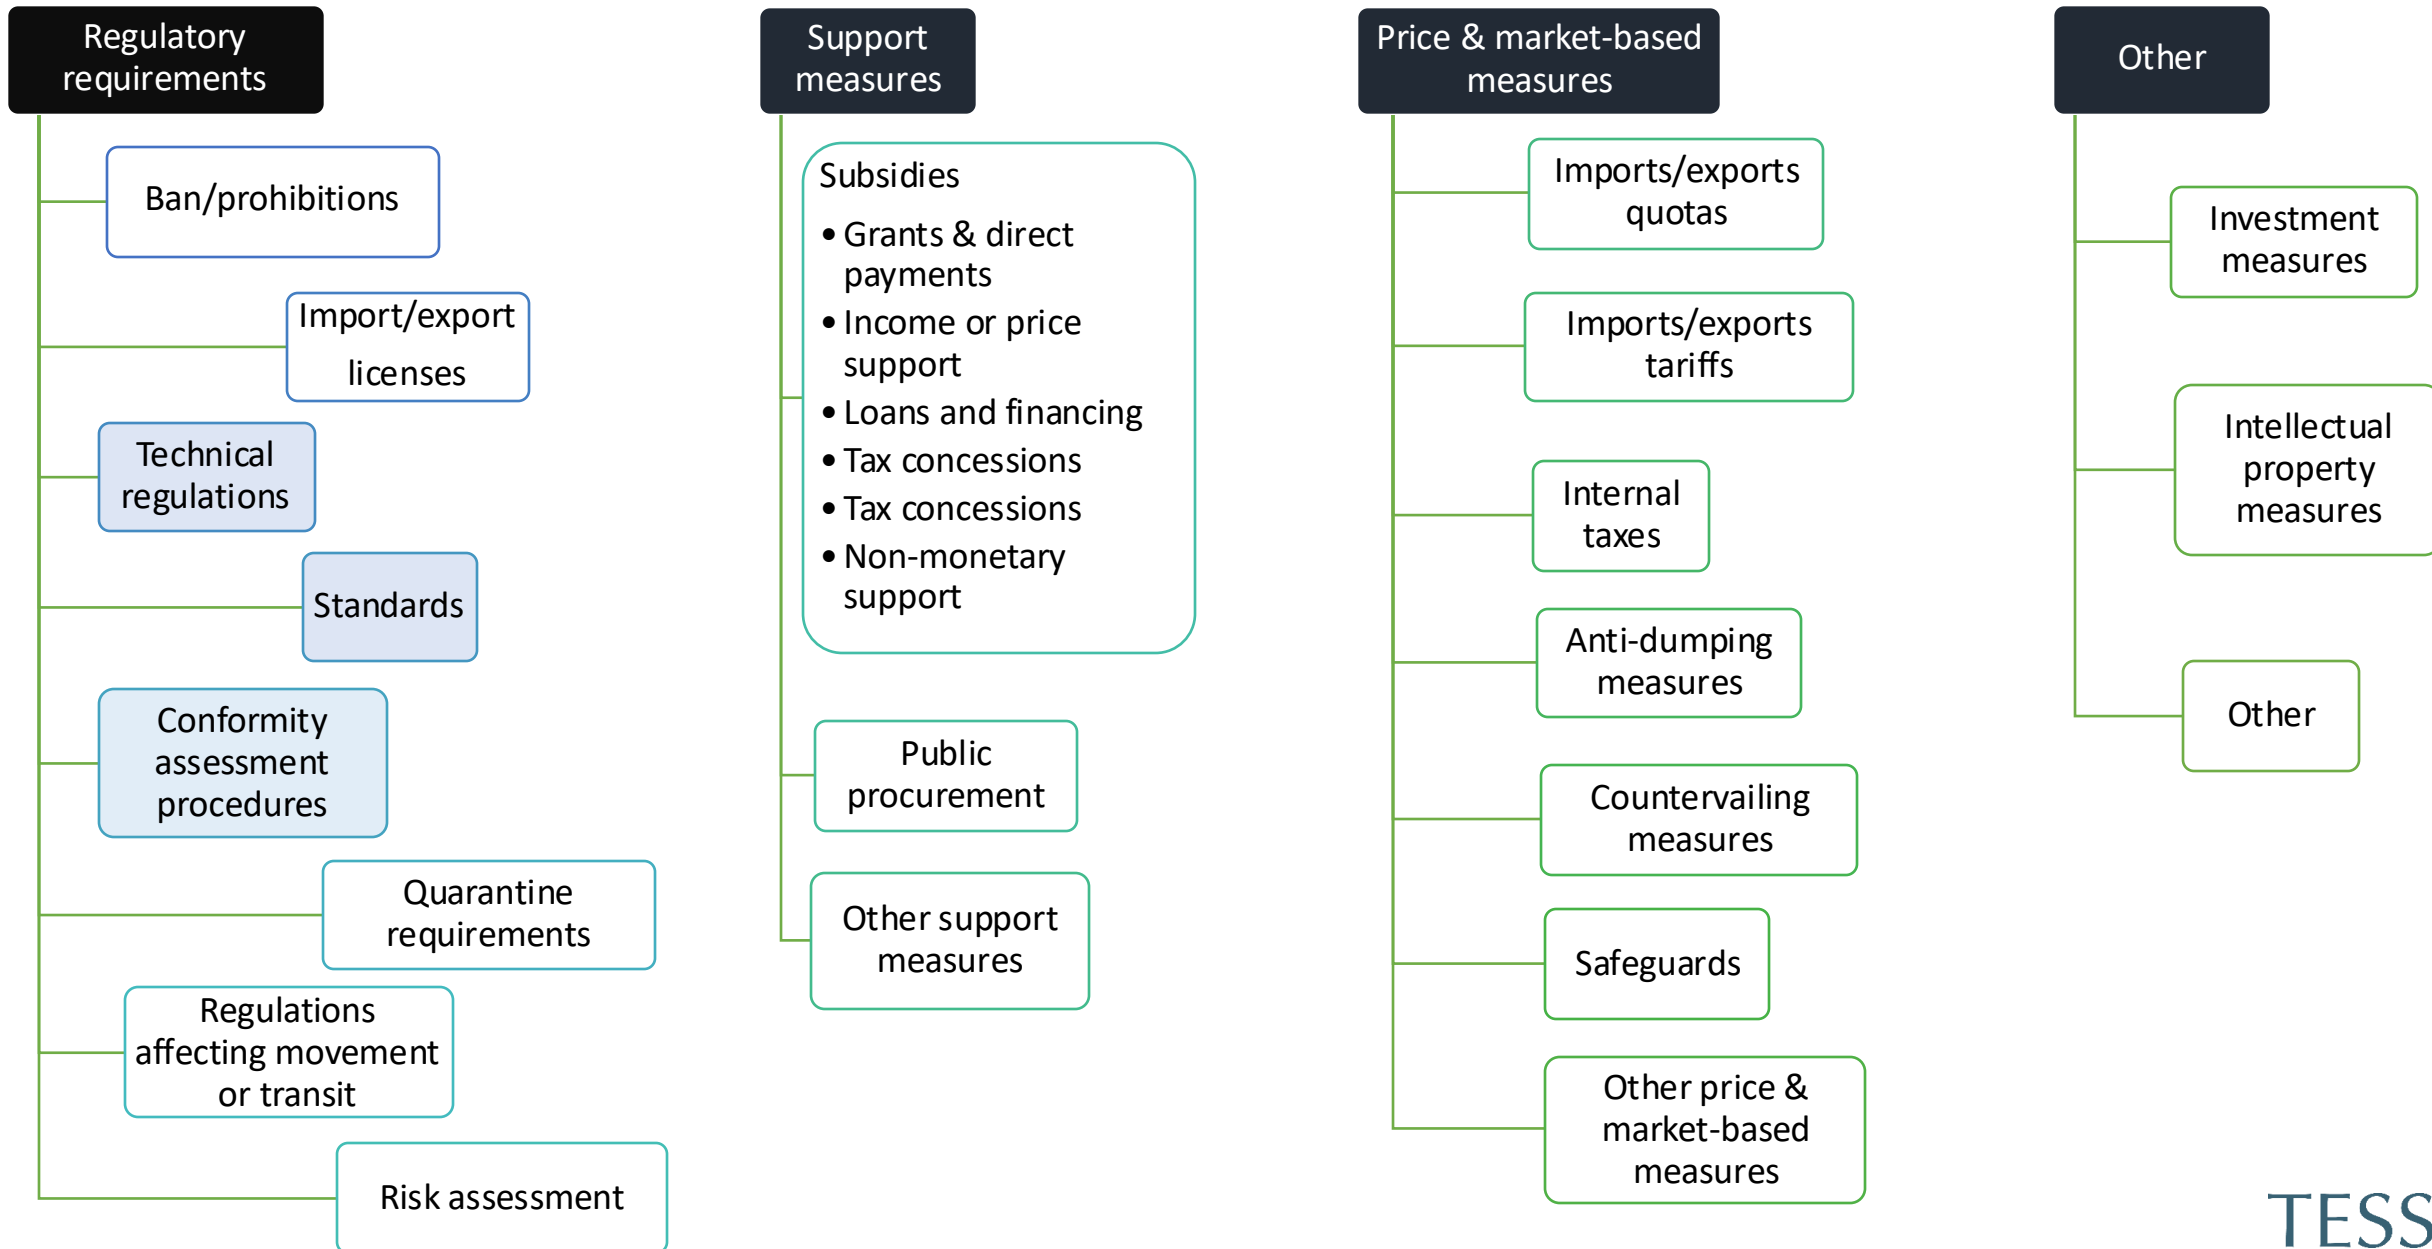 Regulatory
requirements
Ban/prohibitions
Import/export
licenses
Technical
regulations
Standards
Conformity
assessment
procedures
Quarantine
requirements
Regulations
affecting movement
or transit
Risk assessment
Support
measures
Subsidies
• Grants & direct
payments
• Income or price
support
• Loans and financing
• Tax concessions
• Tax concessions
• Non-monetary
support
Public
procurement
Other support
measures
Price & market-based
measures
Imports/exports
quotas
Imports/exports
tariffs
Internal
taxes
Anti-dumping
measures
Countervailing
measures
Safeguards
Other price &
market-based
measures
Other
Investment
measures
Intellectual
property
measures
Other
TESS